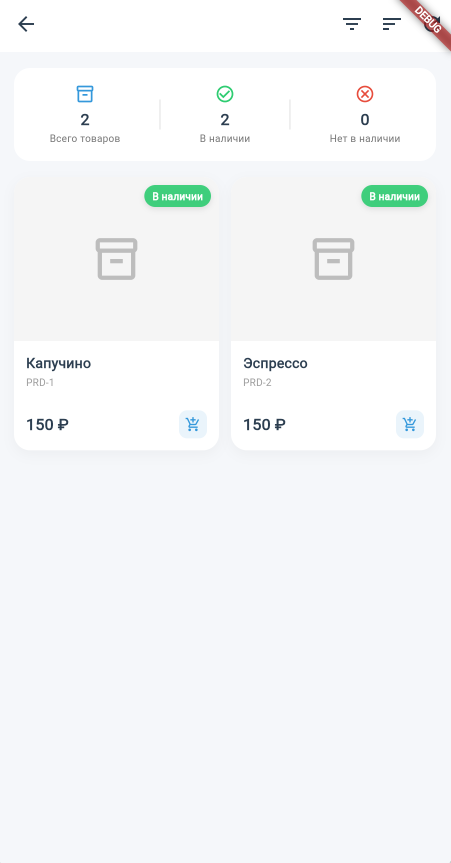 DEBUG
2
2
0
Всего товаров
В наличии
Нет в наличии
В наличии
В наличии
Капучино
Эспрессо
PRD-1
PRD-2
150 ₽
150 ₽